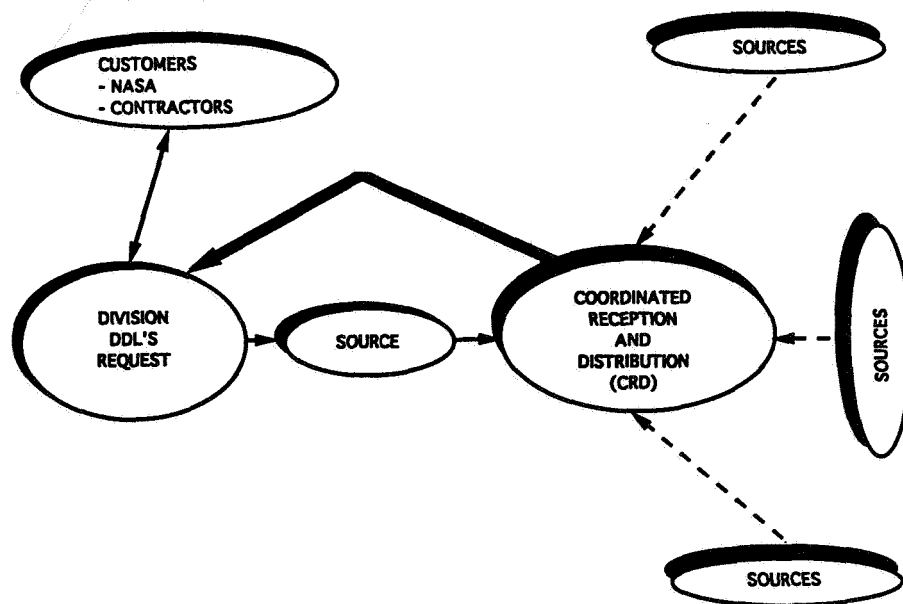 CUSTOMERS
- NASA
- CONTRACTORS
SOURCES
DIVISION
DDL'S
REQUEST
SOURCE
COORDINATED
RECEPTION
AND
DISTRIBUTION
(CRD)
SOURCES
SOURCES